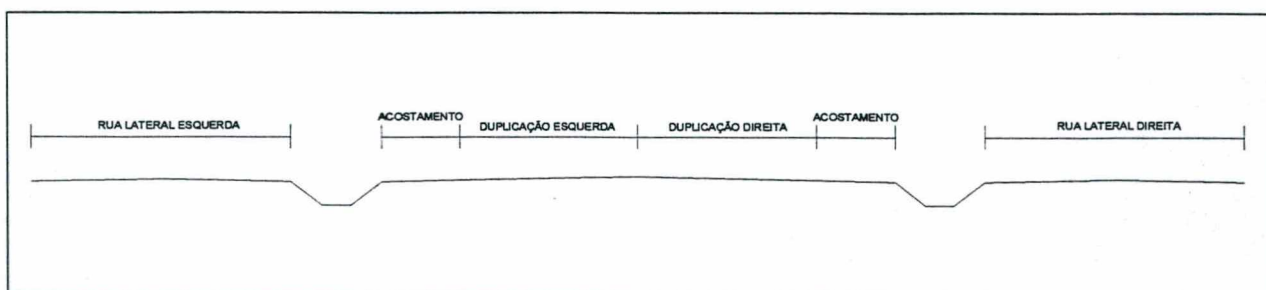 RUA LATERAL ESQUERDA
ACOSTAMENTO
DUPLICAÇÃO ESQUERDA
DUPLICAÇÃO DIREITA
ACOSTAMENTO
RUA LATERAL DIREITA